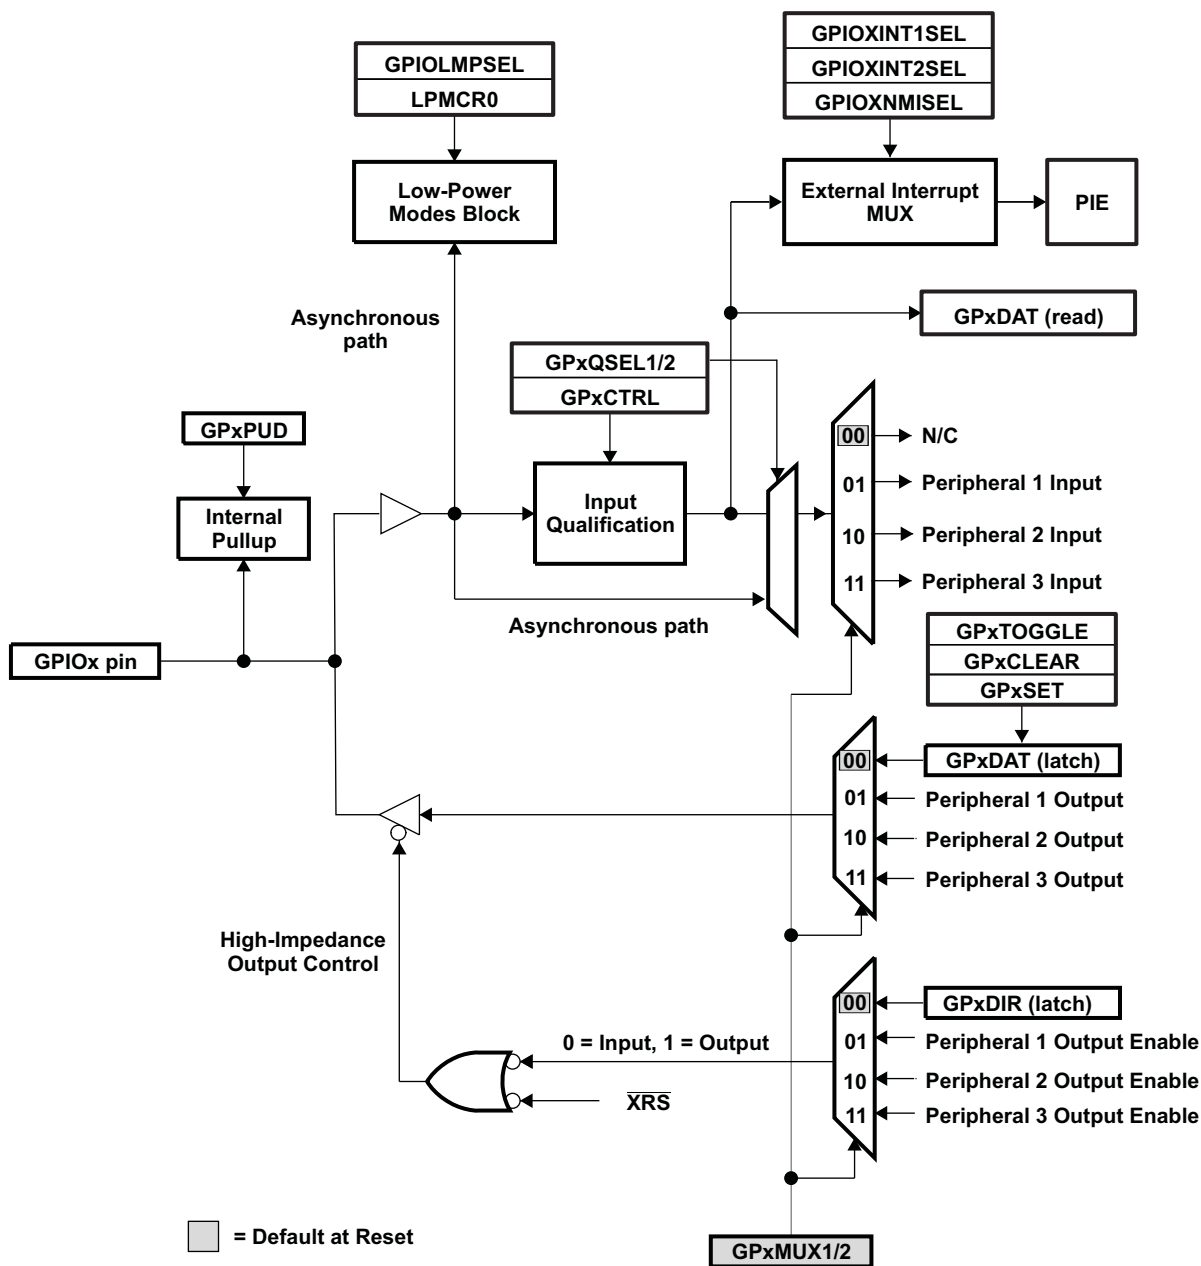 GPIOXINT1SEL
GPIOXINT2SEL
GPIOXNMISEL
GPIOLMPSEL
LPMCR0
Low-Power
Modes Block
External Interrupt
MUX
PIE
Asynchronous
path
GPxDAT (read)
GPxQSEL1/2
GPxCTRL
GPxPUD
Internal
Pullup
Input
Qualification
00
N/C
01
Peripheral 1 Input
10
Peripheral 2 Input
11
Peripheral 3 Input
Asynchronous path
GPIOx pin
GPxTOGGLE
GPxCLEAR
GPxSET
00
GPxDAT (latch)
01
Peripheral 1 Output
10
Peripheral 2 Output
11
Peripheral 3 Output
High-Impedance
Output Control
00
GPxDIR (latch)
0 = Input, 1 = Output
01
Peripheral 1 Output Enable
10
Peripheral 2 Output Enable
XRS
11
Peripheral 3 Output Enable
= Default at Reset
GPxMUX1/2